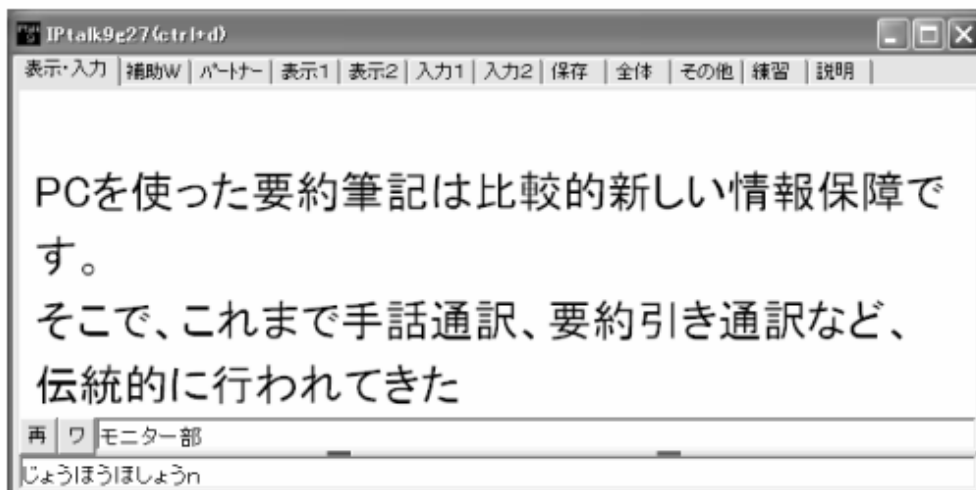 IPtalk9g27(ctrl+d)
表示・入力 補助W パートナー 表示1 表示2 入力1 入力2 保存 全体 その他 練習 説明
PCを使った要約筆記は比較的新しい情報保障で
す。
そこで、これまで手話通訳、要約引き通訳など、
伝統的に行われてきた
再 ワ モニター部
じょうほうほしょうn